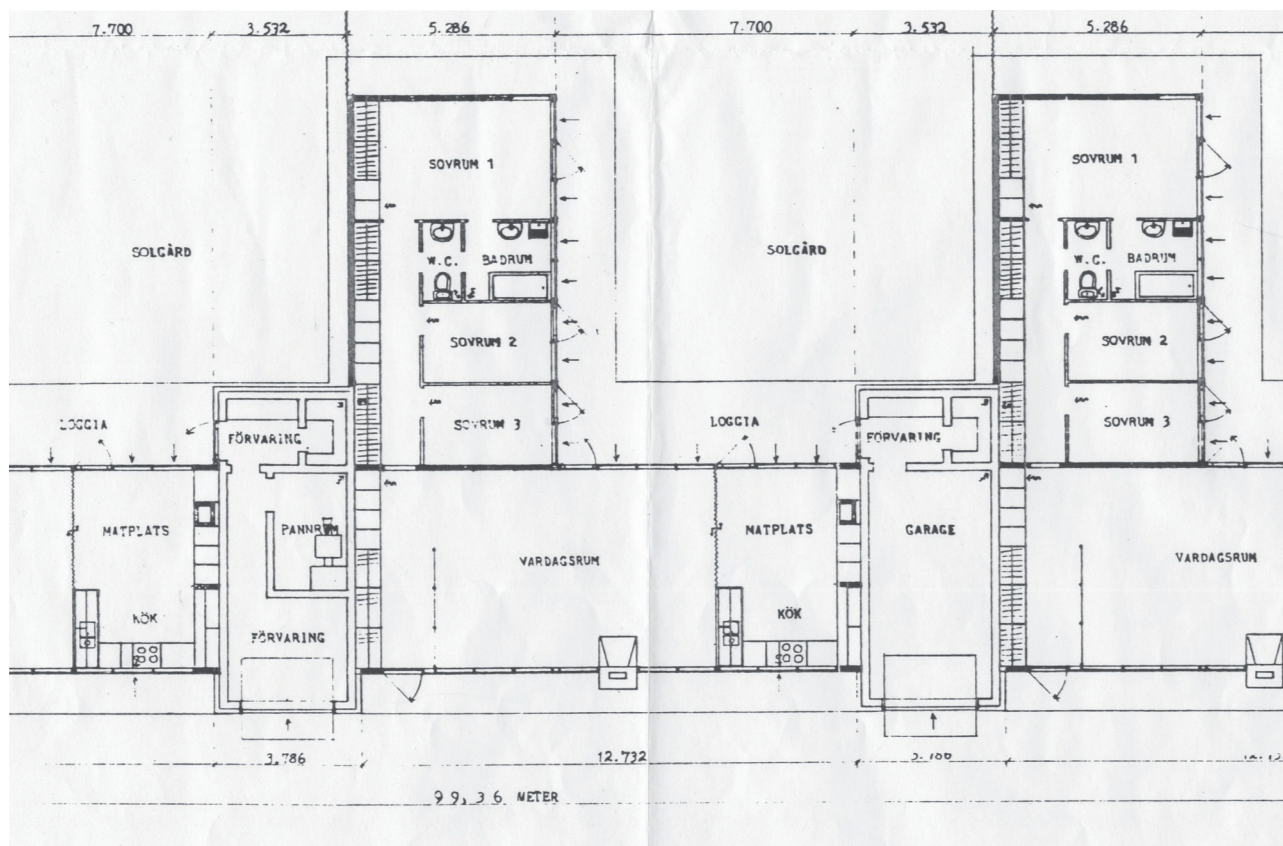 7.700 3.532 5.286 7.700 3.532 5.286
SOVRUM 1 SOVRUM 1
SOLGÅRD W.C. BADRUM SOLGÅRD W.C. BADRUM
SOVRUM 2 SOVRUM 2
LOGGIA FÖRVARING SOVRUM 3 LOGGIA FÖRVARING SOVRUM 3
MATPLATS PANNRUM MATPLATS GARAGE
VARDAGSRUM VARDAGSRUM
KÖK KÖK
FÖRVARING
3.786 12.732
99,36 METER